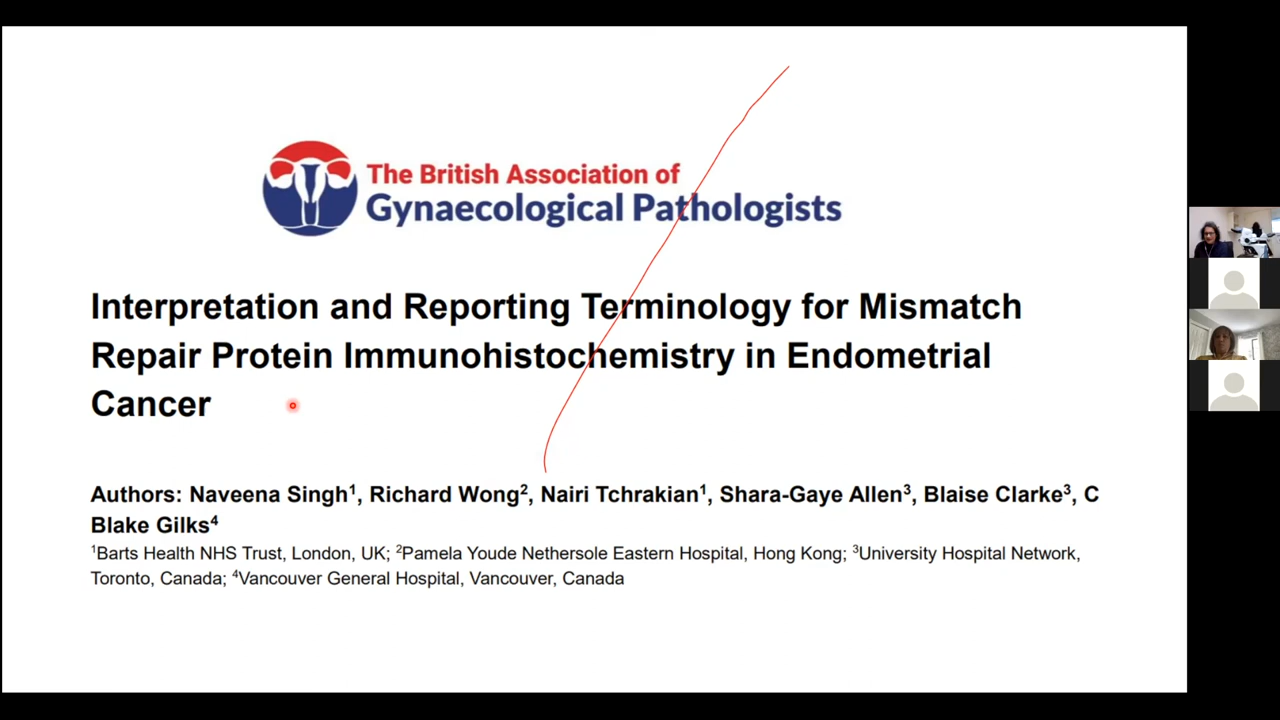 The British Association of
Gynaecological Pathologists
Interpretation and Reporting Terminology for Mismatch
Repair Protein Immunohistochemistry in Endometrial
Cancer
Authors: Naveena Singh¹, Richard Wong², Nairi Tchrakian¹, Shara-Gaye Allen³, Blaise Clarke³, C
Blake Gilks⁴
¹Barts Health NHS Trust, London, UK; ²Pamela Youde Nethersole Eastern Hospital, Hong Kong; ³University Hospital Network,
Toronto, Canada; ⁴Vancouver General Hospital, Vancouver, Canada